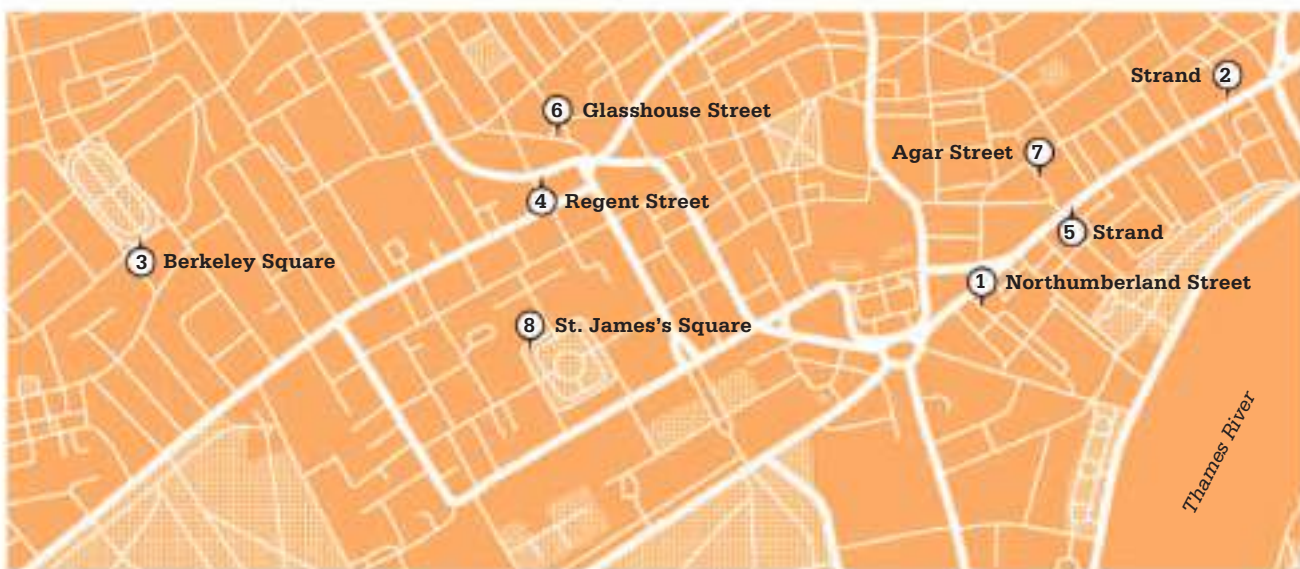 Strand 2
6 Glasshouse Street
Agar Street 7
4 Regent Street
5 Strand
3 Berkeley Square
1 Northumberland Street
8 St. James's Square
Thames River